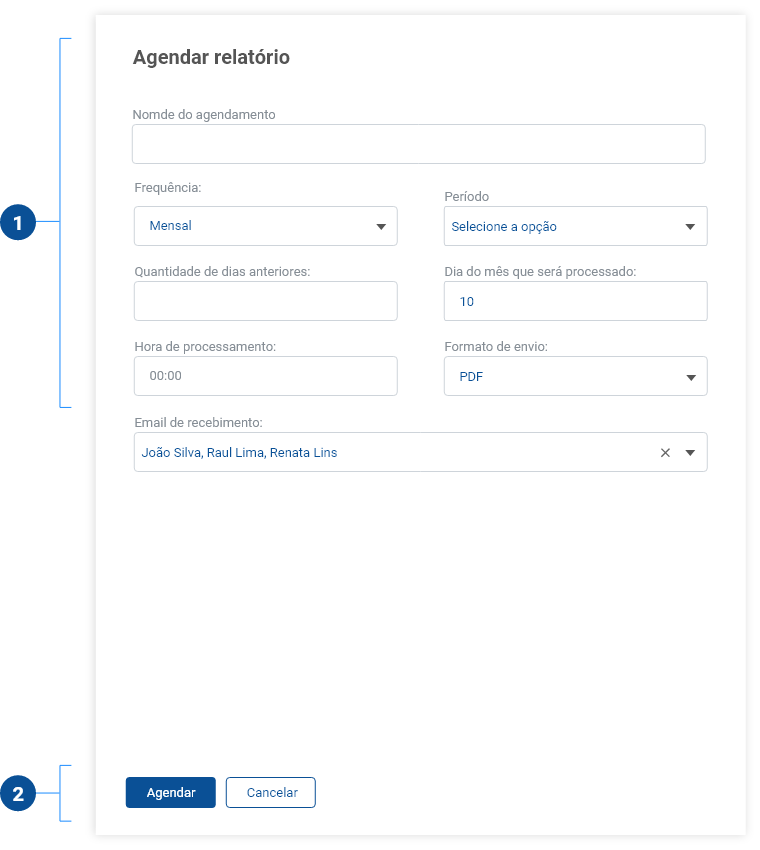 Agendar relatório
Nomde do agendamento
Frequência:
Período
Mensal
Selecione a opção
Quantidade de dias anteriores:
Dia do mês que será processado:
10
Hora de processamento:
Formato de envio:
00:00
PDF
Email de recebimento:
João Silva, Raul Lima, Renata Lins
1
2
Agendar
Cancelar